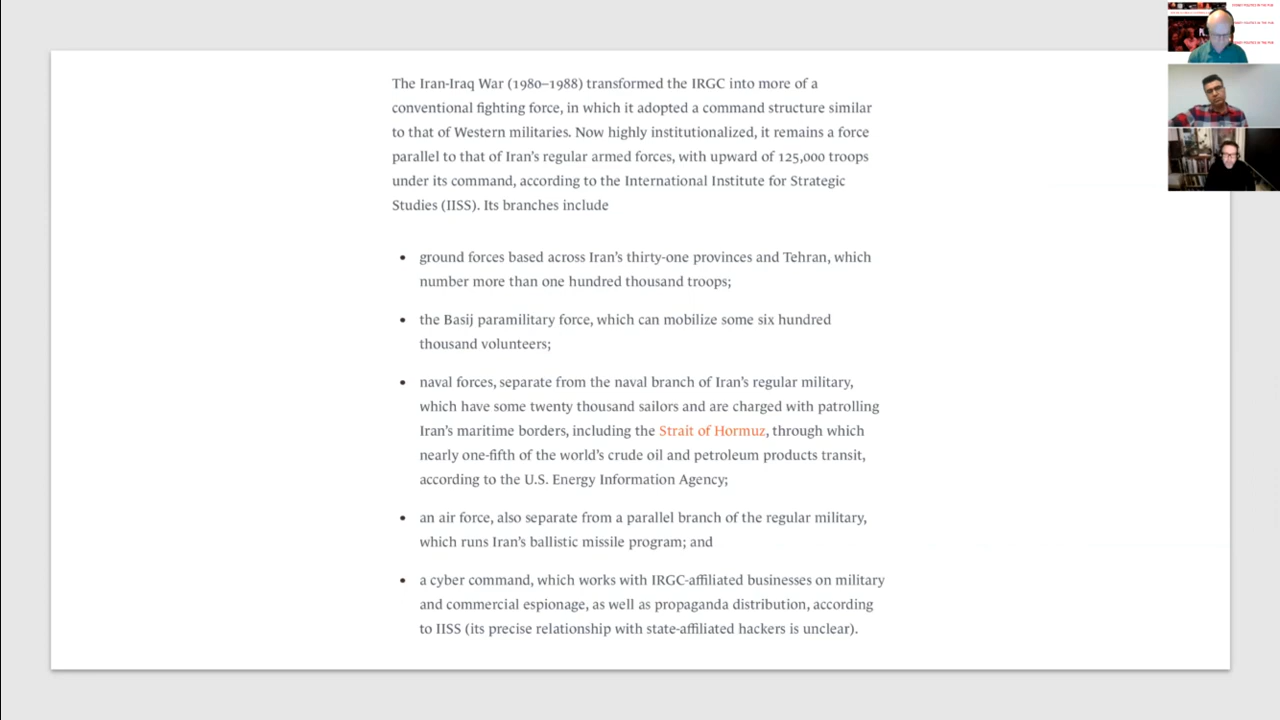 The Iran-Iraq War (1980–1988) transformed the IRGC into more of a
conventional fighting force, in which it adopted a command structure similar
to that of Western militaries. Now highly institutionalized, it remains a force
parallel to that of Iran's regular armed forces, with upward of 125,000 troops
under its control, according to the International Institute for Strategic
Studies (IISS). Its branches include
• ground forces based across Iran's thirty-one provinces and Tehran, which
number more than one hundred thousand troops;
• the Basij paramilitary force, which can mobilize some six hundred
thousand volunteers;
• naval forces, separate from the naval branch of Iran's regular military,
which have some twenty thousand sailors and are charged with patrolling
Iran's maritime borders, including the Strait of Hormuz, through which
nearly one-fifth of the world's crude oil and petroleum products transit,
according to the U.S. Energy Information Agency;
• an air force, also separate from a parallel branch of the regular military,
which runs Iran's ballistic missile program; and
• a cyber command, which works with IRGC-affiliated businesses on military
and commercial espionage, as well as propaganda distribution, according
to IISS (its precise relationship with state-affiliated hackers is unclear).